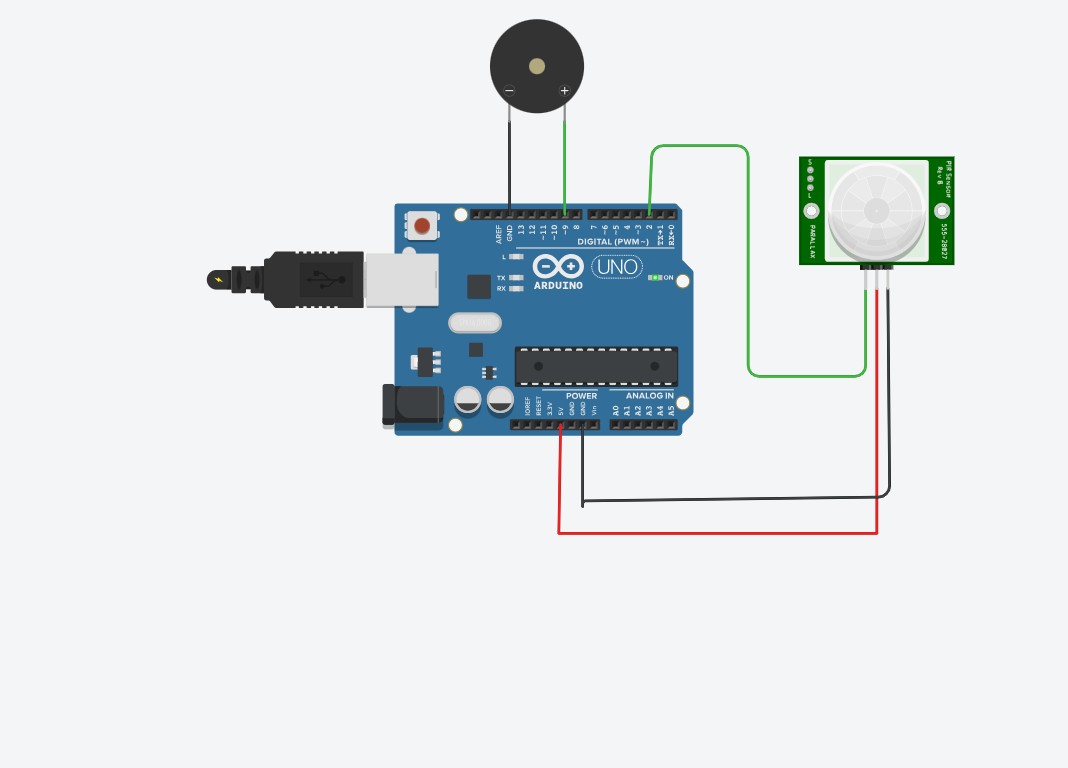 − +
S
L
PIR Sensor
Rev B
PARALLAX
555-28027
AREF
GND
13
12
~11
~10
~9
8
7
~6
~5
4
~3
2
TX→1
RX←0
DIGITAL (PWM~)
L
TX
RX
− +
UNO
ARDUINO
ON
POWER
ANALOG IN
IOREF
RESET
3.3V
5V
GND
GND
Vin
A0
A1
A2
A3
A4
A5